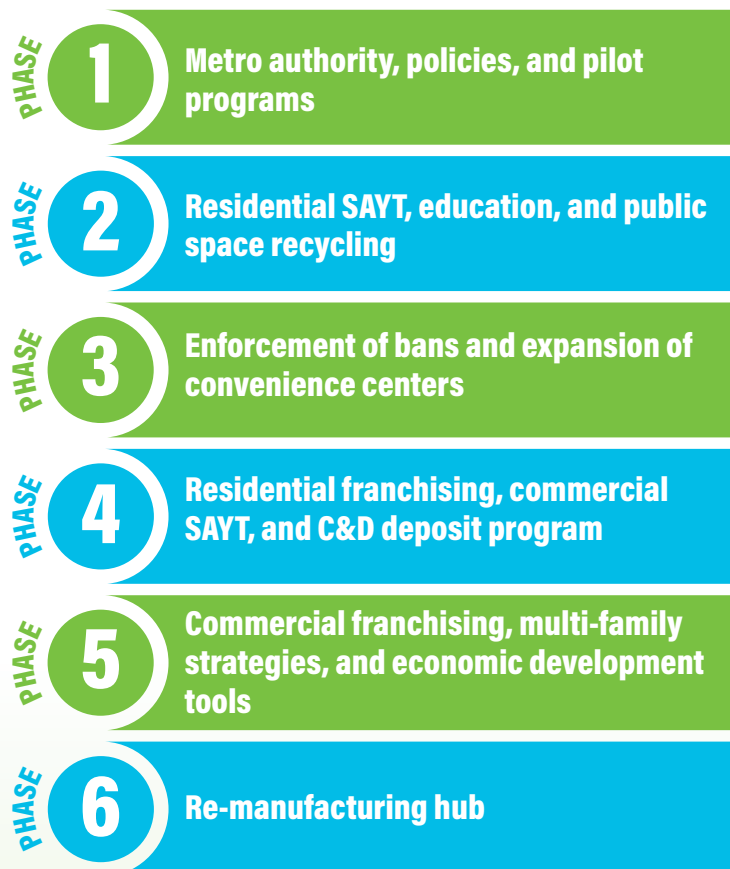 PHASE
1
Metro authority, policies, and pilot
programs
PHASE
2
Residential SAYT, education, and public
space recycling
PHASE
3
Enforcement of bans and expansion of
convenience centers
PHASE
4
Residential franchising, commercial
SAYT, and C&D deposit program
PHASE
5
Commercial franchising, multi-family
strategies, and economic development
tools
PHASE
6
Re-manufacturing hub